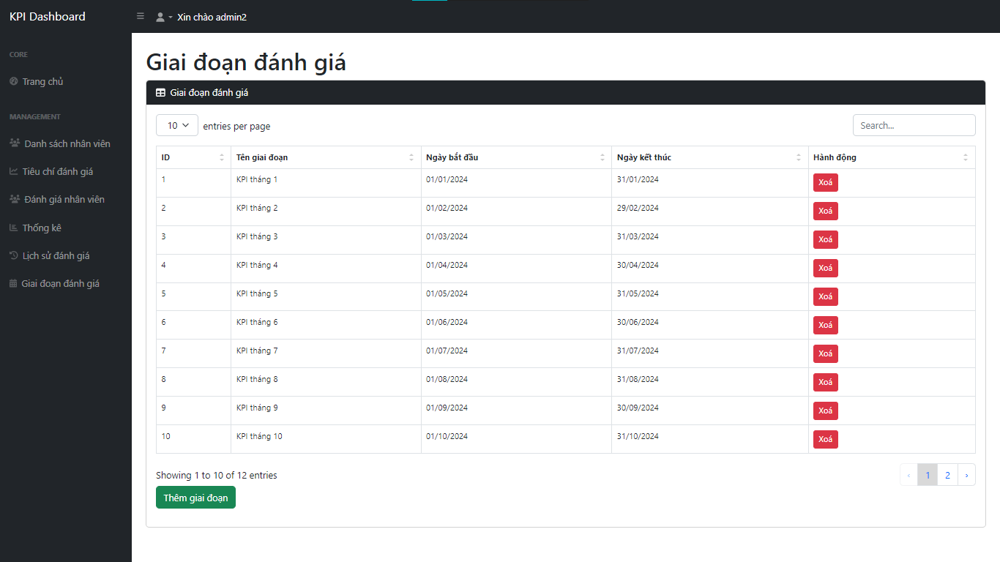 KPI Dashboard
Xin chào admin2
CORE
Trang chủ
MANAGEMENT
Danh sách nhân viên
Tiêu chí đánh giá
Đánh giá nhân viên
Thống kê
Lịch sử đánh giá
Giai đoạn đánh giá
Giai đoạn đánh giá
Giai đoạn đánh giá
10 entries per page
Search...
ID Tên giai đoạn Ngày bắt đầu Ngày kết thúc Hành động
1 KPI tháng 1 01/01/2024 31/01/2024 Xoá
2 KPI tháng 2 01/02/2024 29/02/2024 Xoá
3 KPI tháng 3 01/03/2024 31/03/2024 Xoá
4 KPI tháng 4 01/04/2024 30/04/2024 Xoá
5 KPI tháng 5 01/05/2024 31/05/2024 Xoá
6 KPI tháng 6 01/06/2024 30/06/2024 Xoá
7 KPI tháng 7 01/07/2024 31/07/2024 Xoá
8 KPI tháng 8 01/08/2024 31/08/2024 Xoá
9 KPI tháng 9 01/09/2024 30/09/2024 Xoá
10 KPI tháng 10 01/10/2024 31/10/2024 Xoá
Showing 1 to 10 of 12 entries
‹ 1 2 ›
Thêm giai đoạn